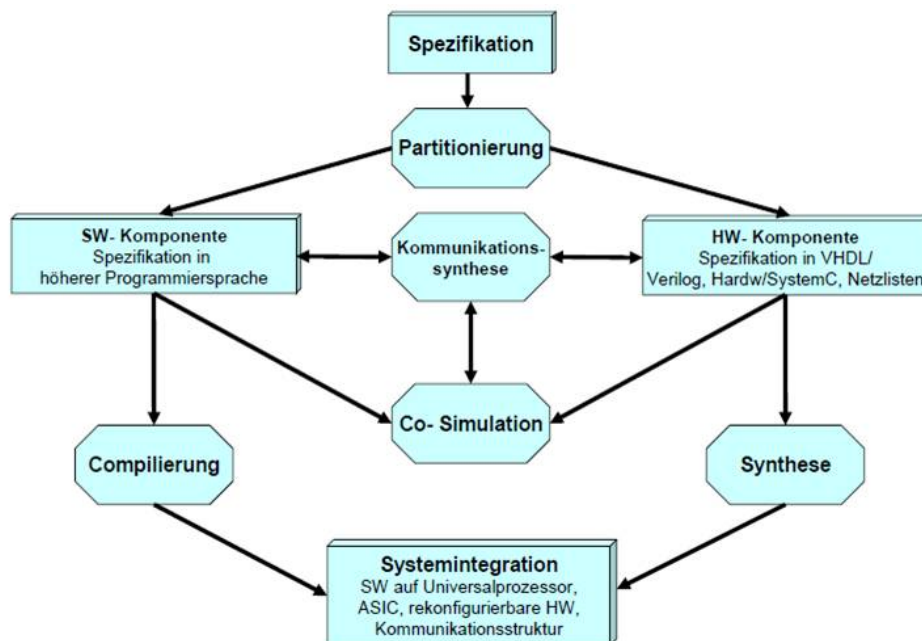 Spezifikation
Partitionierung
SW- Komponente
Spezifikation in
höherer Programmiersprache
Kommunikations-
synthese
HW- Komponente
Spezifikation in VHDL/
Verilog, Hardw/SystemC, Netzlisten
Co- Simulation
Compilierung
Synthese
Systemintegration
SW auf Universalprozessor,
ASIC, rekonfigurierbare HW,
Kommunikationsstruktur